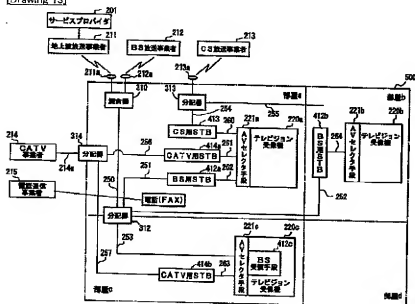 [Drawing 13]
201
サービスプロバイダ
211
地上波放送事業者
212
BS放送事業者
213
CS放送事業者
211a
212a
213a
500
部屋a
部屋b
310
混合器
313
分配器
254
255
413
260
CS用STB
221a
220a
AVセレクタ手段
テレビジョン受像機
412b
BS用STB
264
221b
220b
AVセレクタ手段
テレビジョン受像機
214
CATV事業者
214a
314
分配器
256
414a
261
CATV用STB
251
412a
262
BS用STB
252
215
電話通信事業者
250
電話(FAX)
分配器
312
253
221c
220c
412c
AVセレクタ手段
BS受信手段
テレビジョン受像機
257
414b
263
CATV用STB
部屋c
部屋d